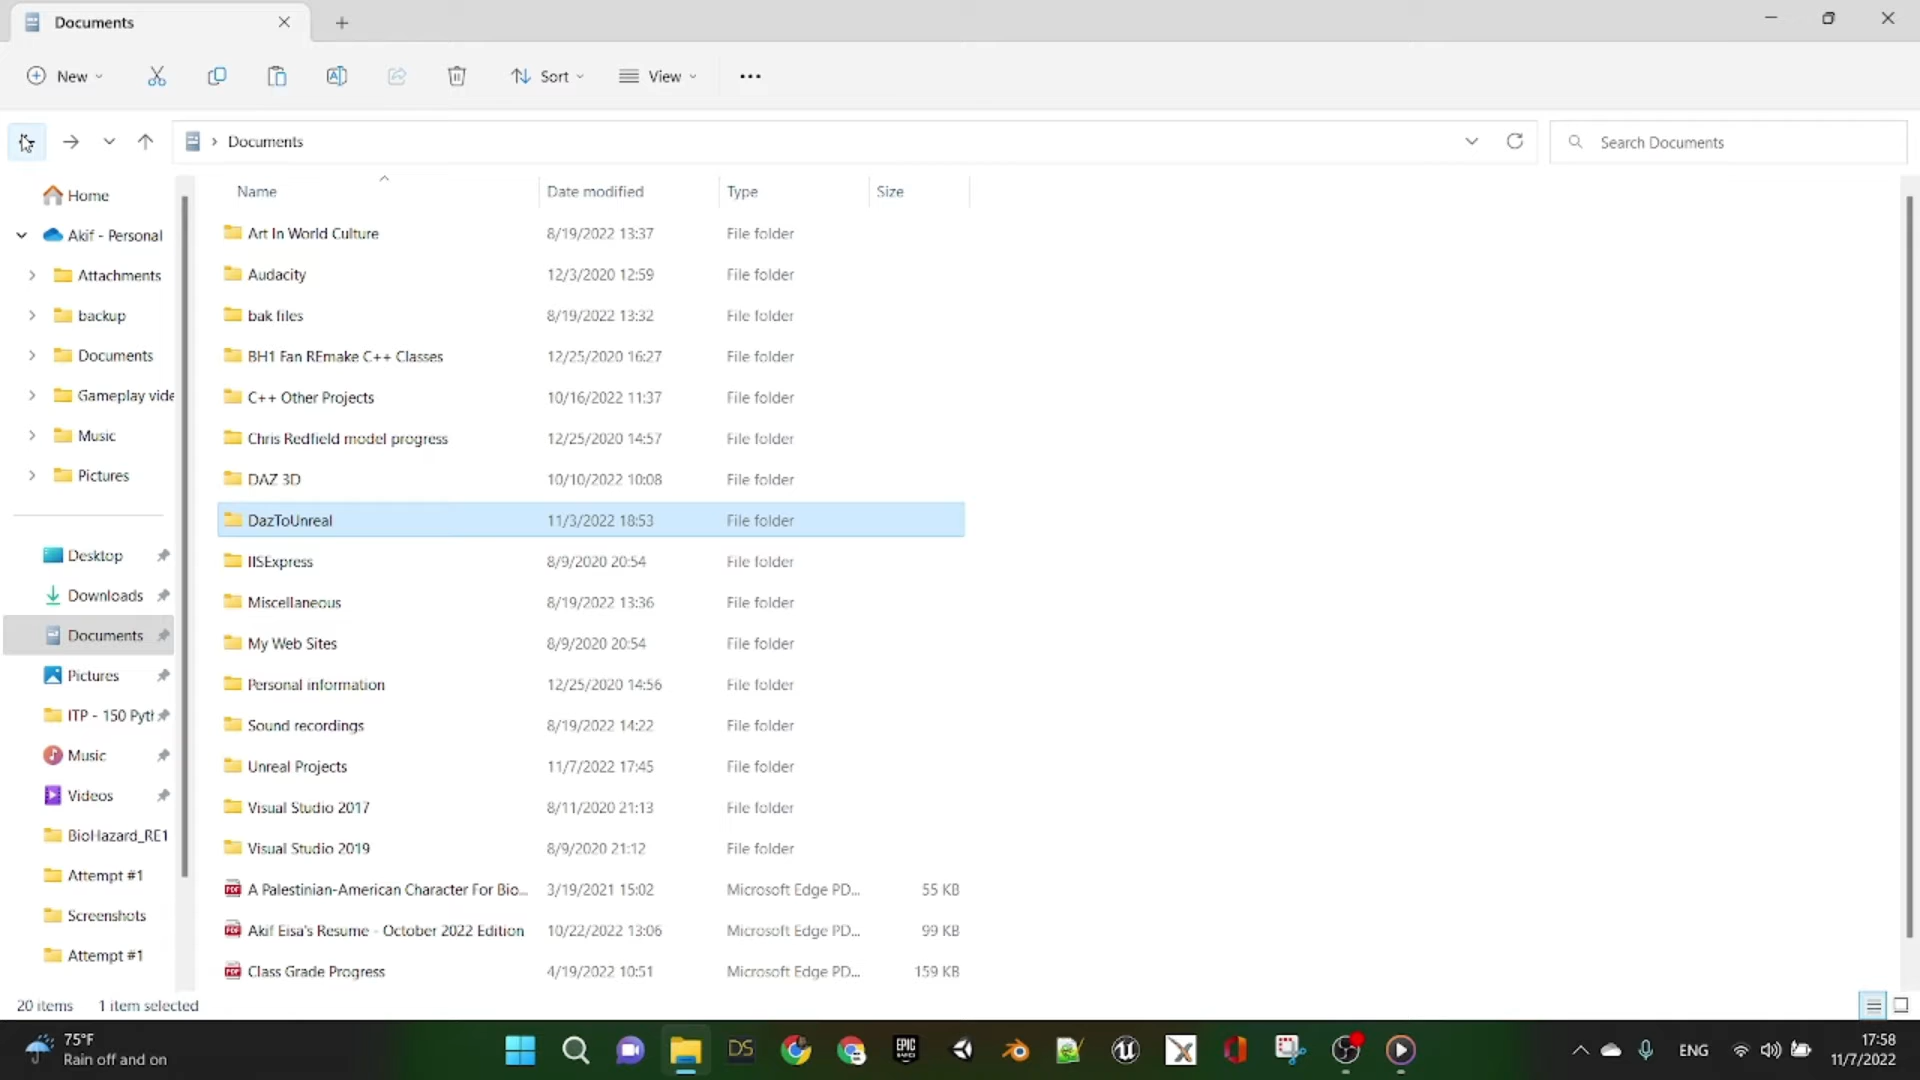 Documents
New
Sort
View
Documents
Search Documents
Home
Akif - Personal
Attachments
backup
Documents
Gameplay vide
Music
Pictures
Desktop
Downloads
Documents
Pictures
ITP - 150 Pyth
Music
Videos
BioHazard_RE1
Attempt #1
Screenshots
Attempt #1
Name Date modified Type Size
Art In World Culture 8/19/2022 13:37 File folder
Audacity 12/3/2020 12:59 File folder
bak files 8/19/2022 13:32 File folder
BH1 Fan REmake C++ Classes 12/25/2020 16:27 File folder
C++ Other Projects 10/16/2022 11:37 File folder
Chris Redfield model progress 12/25/2020 14:57 File folder
DAZ 3D 10/10/2022 10:08 File folder
DazToUnreal 11/3/2022 18:53 File folder
IISExpress 8/9/2020 20:54 File folder
Miscellaneous 8/19/2022 13:36 File folder
My Web Sites 8/9/2020 20:54 File folder
Personal information 12/25/2020 14:56 File folder
Sound recordings 8/19/2022 14:22 File folder
Unreal Projects 11/7/2022 17:45 File folder
Visual Studio 2017 8/11/2020 21:13 File folder
Visual Studio 2019 8/9/2020 21:12 File folder
A Palestinian-American Character For Bio... 3/19/2021 15:02 Microsoft Edge PD... 55 KB
Akif Eisa's Resume - October 2022 Edition 10/22/2022 13:06 Microsoft Edge PD... 99 KB
Class Grade Progress 4/19/2022 10:51 Microsoft Edge PD... 159 KB
20 items 1 item selected
75°F
Rain off and on
DS
EPIC
GAMES
ENG
17:58
11/7/2022